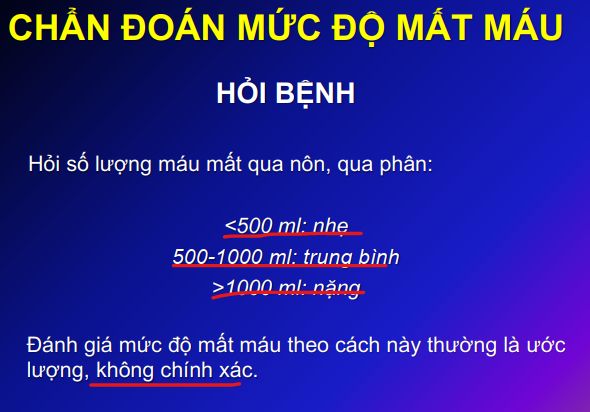 CHẨN ĐOÁN MỨC ĐỘ MẤT MÁU
HỎI BỆNH
Hỏi số lượng máu mất qua nôn, qua phân:
<500 ml: nhẹ
500-1000 ml: trung bình
>1000 ml: nặng
Đánh giá mức độ mất máu theo cách này thường là ước
lượng, không chính xác.